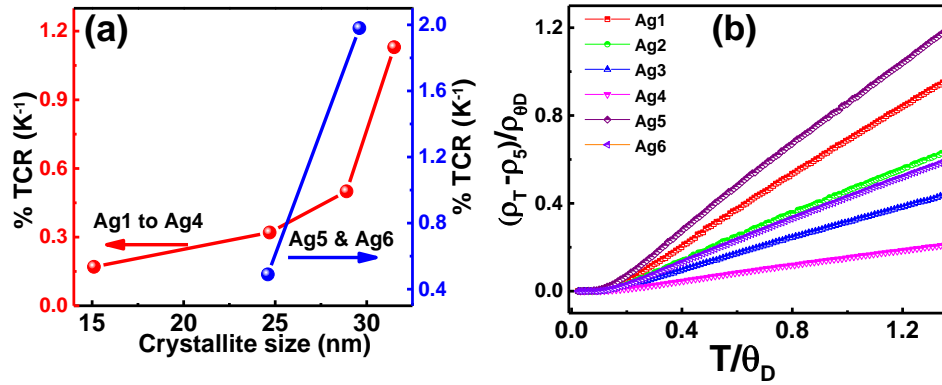 (a)
% TCR (K-1)
1.2
0.9
0.6
0.3
0.0
Ag1 to Ag4
Ag5 & Ag6
2.0
1.6
1.2
0.8
0.4
% TCR (K-1)
15 20 25 30
Crystallite size (nm)
(b)
Ag1
Ag2
Ag3
Ag4
Ag5
Ag6
(ρT -ρ5)/ρθD
1.2
0.8
0.4
0.0
0.0 0.4 0.8 1.2
T/θD